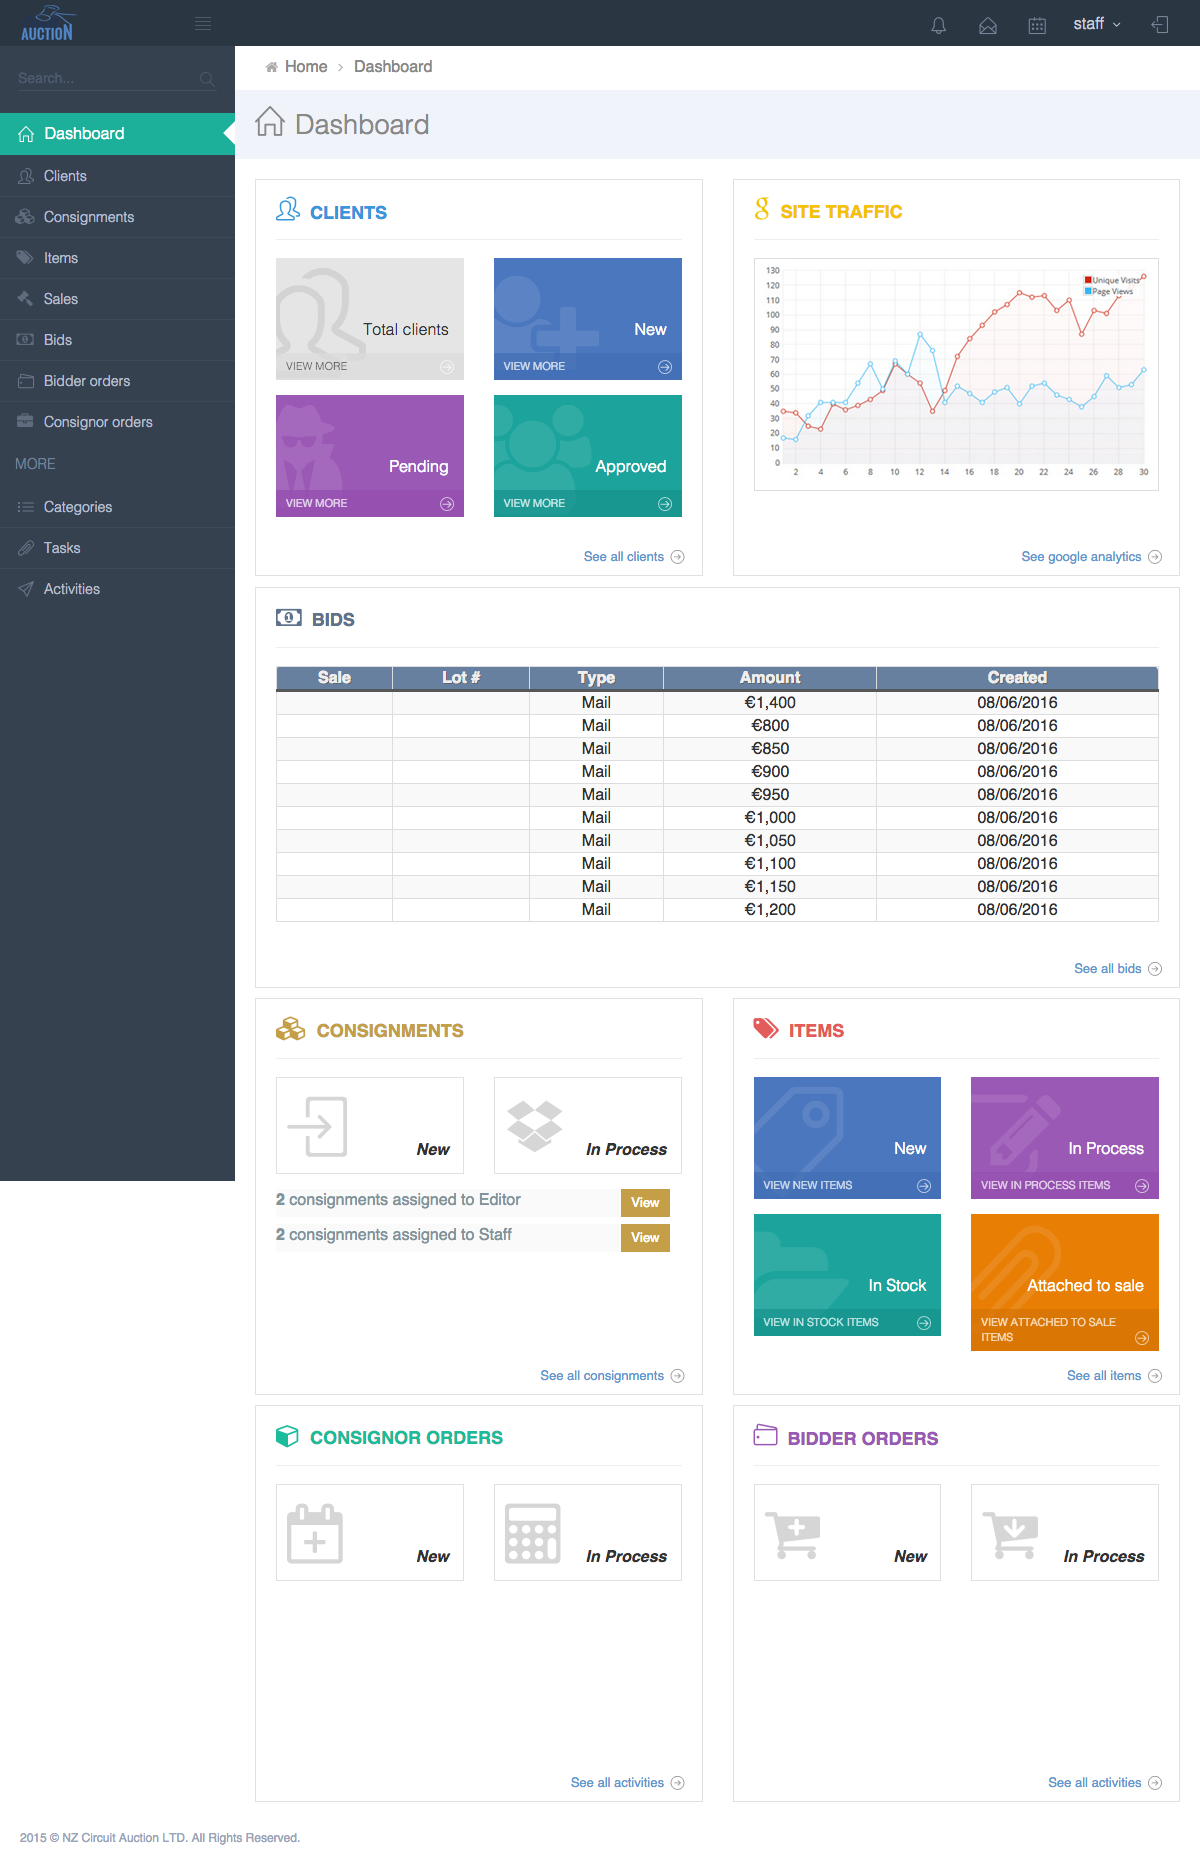 AUCTION
staff
Search...
Home > Dashboard
Dashboard
Dashboard
Clients
Consignments
Items
Sales
Bids
Bidder orders
Consignor orders
MORE
Categories
Tasks
Activities
CLIENTS
Total clients
VIEW MORE
New
VIEW MORE
Pending
VIEW MORE
Approved
VIEW MORE
See all clients
SITE TRAFFIC
130
120
110
100
90
80
70
60
50
40
30
20
10
0
2 4 6 8 10 12 14 16 18 20 22 24 26 28 30
Unique Visits
Page Views
See google analytics
BIDS
Sale Lot # Type Amount Created
Mail €1,400 08/06/2016
Mail €800 08/06/2016
Mail €850 08/06/2016
Mail €900 08/06/2016
Mail €950 08/06/2016
Mail €1,000 08/06/2016
Mail €1,050 08/06/2016
Mail €1,100 08/06/2016
Mail €1,150 08/06/2016
Mail €1,200 08/06/2016
See all bids
CONSIGNMENTS
New
In Process
2 consignments assigned to Editor View
2 consignments assigned to Staff View
See all consignments
ITEMS
New
VIEW NEW ITEMS
In Process
VIEW IN PROCESS ITEMS
In Stock
VIEW IN STOCK ITEMS
Attached to sale
VIEW ATTACHED TO SALE
ITEMS
See all items
CONSIGNOR ORDERS
New
In Process
See all activities
BIDDER ORDERS
New
In Process
See all activities
2015 © NZ Circuit Auction LTD. All Rights Reserved.